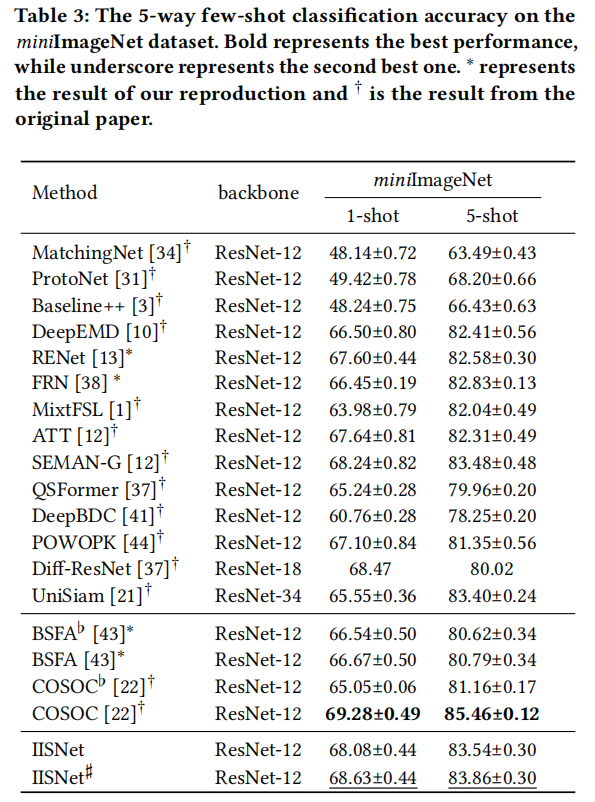 Table 3: The 5-way few-shot classification accuracy on the
miniImageNet dataset. Bold represents the best performance,
while underscore represents the second best one. * represents
the result of our reproduction and † is the result from the
original paper.
Method backbone miniImageNet
1-shot 5-shot
MatchingNet [34]† ResNet-12 48.14±0.72 63.49±0.43
ProtoNet [31]† ResNet-12 49.42±0.78 68.20±0.66
Baseline++ [3]† ResNet-12 48.24±0.75 66.43±0.63
DeepEMD [10]† ResNet-12 66.50±0.80 82.41±0.56
RENet [13]* ResNet-12 67.60±0.44 82.58±0.30
FRN [38] * ResNet-12 66.45±0.19 82.83±0.13
MixtFSL [1]† ResNet-12 63.98±0.79 82.04±0.49
ATT [12]† ResNet-12 67.64±0.81 82.31±0.49
SEMAN-G [12]† ResNet-12 68.24±0.82 83.48±0.48
QSFormer [37]† ResNet-12 65.24±0.28 79.96±0.20
DeepBDC [41]† ResNet-12 60.76±0.28 78.25±0.20
POWOPK [44]† ResNet-12 67.10±0.84 81.35±0.56
Diff-ResNet [37]† ResNet-18 68.47 80.02
UniSiam [21]† ResNet-34 65.55±0.36 83.40±0.24
BSFA♭ [43]* ResNet-12 66.54±0.50 80.62±0.34
BSFA [43]* ResNet-12 66.67±0.50 80.79±0.34
COSOC♭ [22]† ResNet-12 65.05±0.06 81.16±0.17
COSOC [22]† ResNet-12 69.28±0.49 85.46±0.12
IISNet ResNet-12 68.08±0.44 83.54±0.30
IISNet♯ ResNet-12 68.63±0.44 83.86±0.30